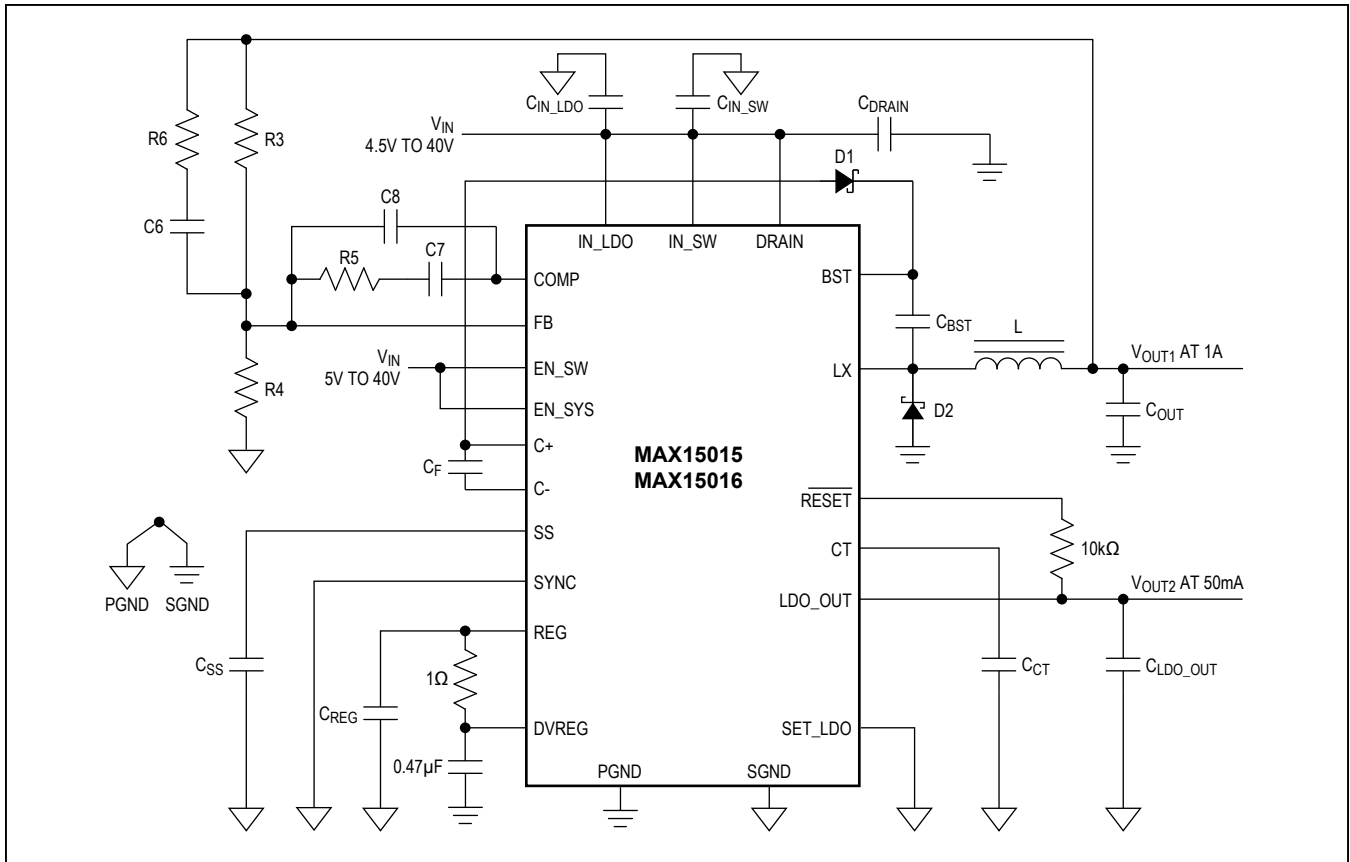 C_IN_LDO
C_IN_SW
C_DRAIN
V_IN
4.5V TO 40V
R6
R3
D1
C8
C6
IN_LDO
IN_SW
DRAIN
R5
C7
COMP
BST
C_BST
L
FB
V_IN
5V TO 40V
EN_SW
LX
V_OUT1 AT 1A
R4
EN_SYS
D2
C_OUT
C+
MAX15015
MAX15016
C_F
C-
RESET
SS
10kΩ
CT
PGND
SGND
SYNC
LDO_OUT
V_OUT2 AT 50mA
REG
C_SS
1Ω
C_CT
C_LDO_OUT
C_REG
DVREG
SET_LDO
0.47µF
PGND
SGND